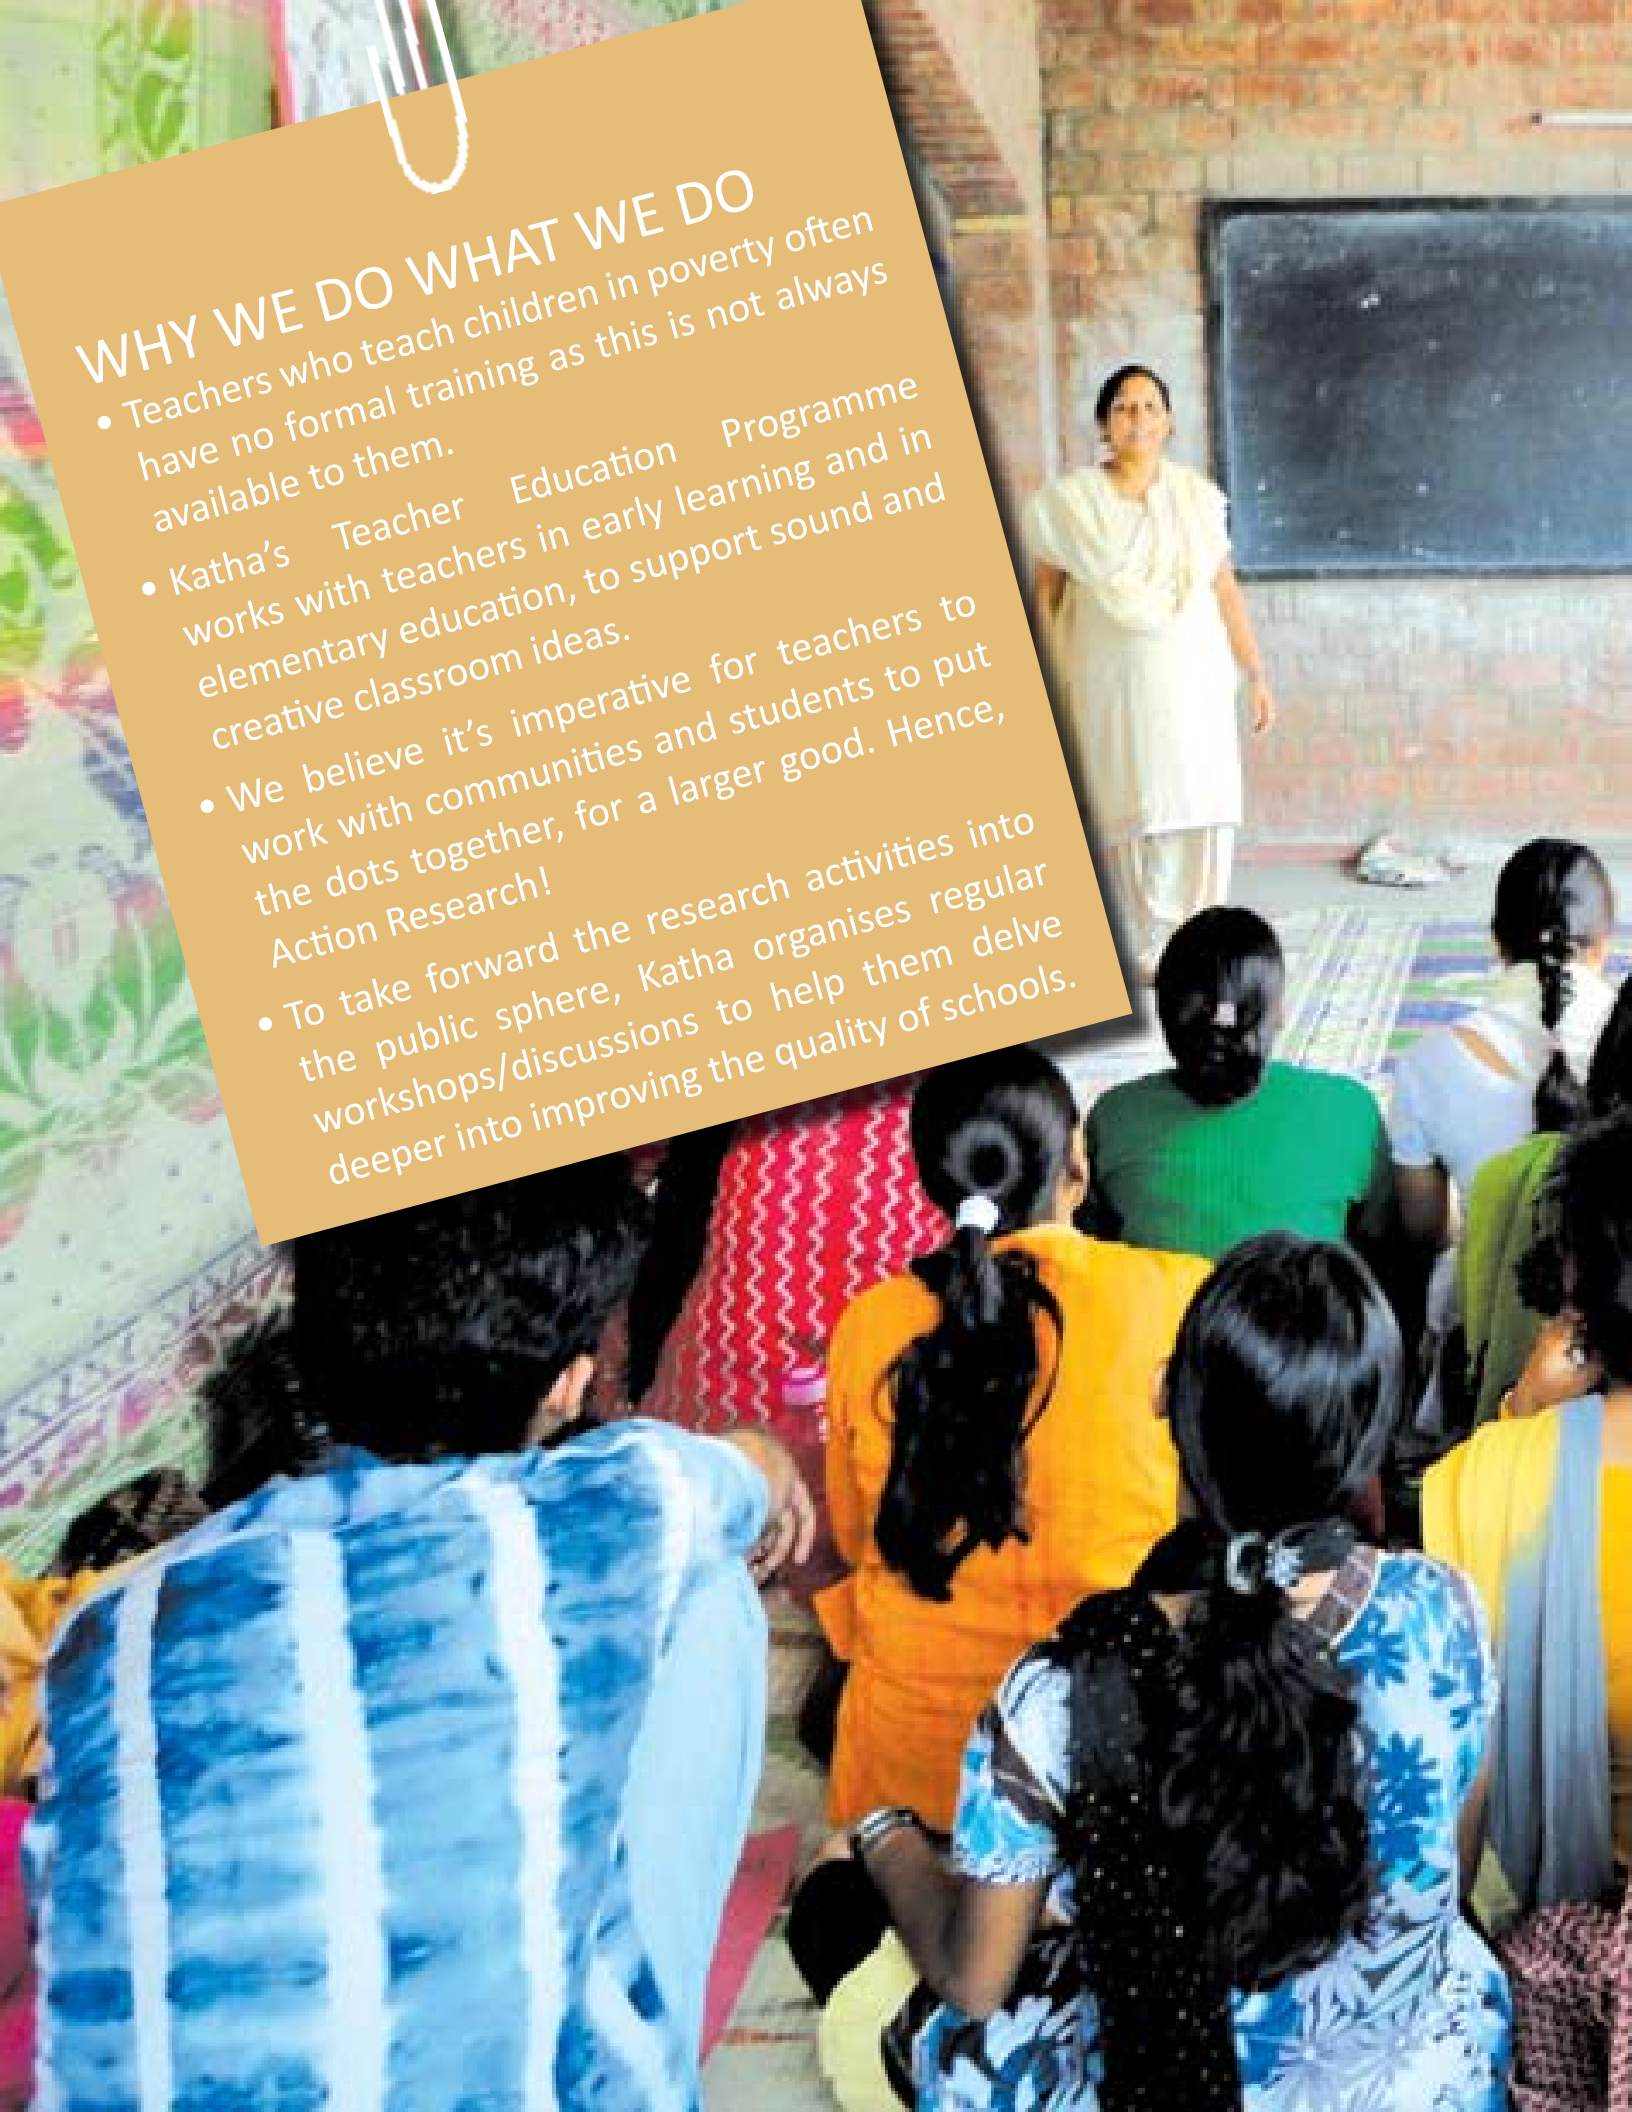 WHY WE DO WHAT WE DO
• Teachers who teach children in poverty often
have no formal training as this is not always
available to them.
• Katha’s Teacher Education Programme
works with teachers in early learning and in
elementary education, to support sound and
creative classroom ideas.
• We believe it’s imperative for teachers to
work with communities and students to put
the dots together, for a larger good. Hence,
Action Research!
• To take forward the research activities into
the public sphere, Katha organises regular
workshops/discussions to help them delve
deeper into improving the quality of schools.